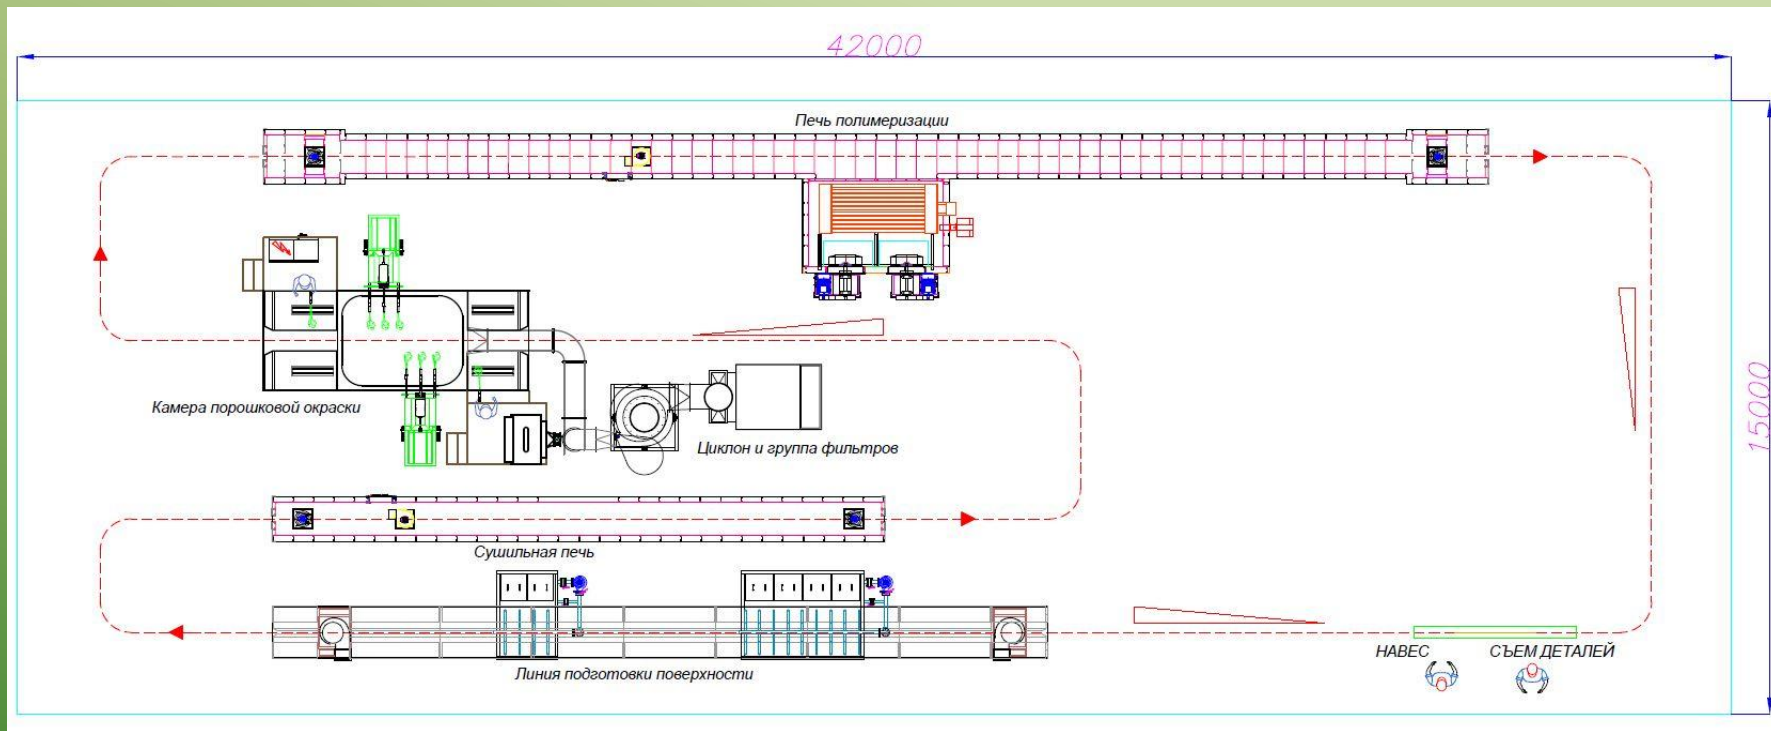 42000
Печь полимеризации
15000
Камера порошковой окраски
Циклон и группа фильтров
Сушильная печь
НАВЕС
СЪЕМ ДЕТАЛЕЙ
Линия подготовки поверхности